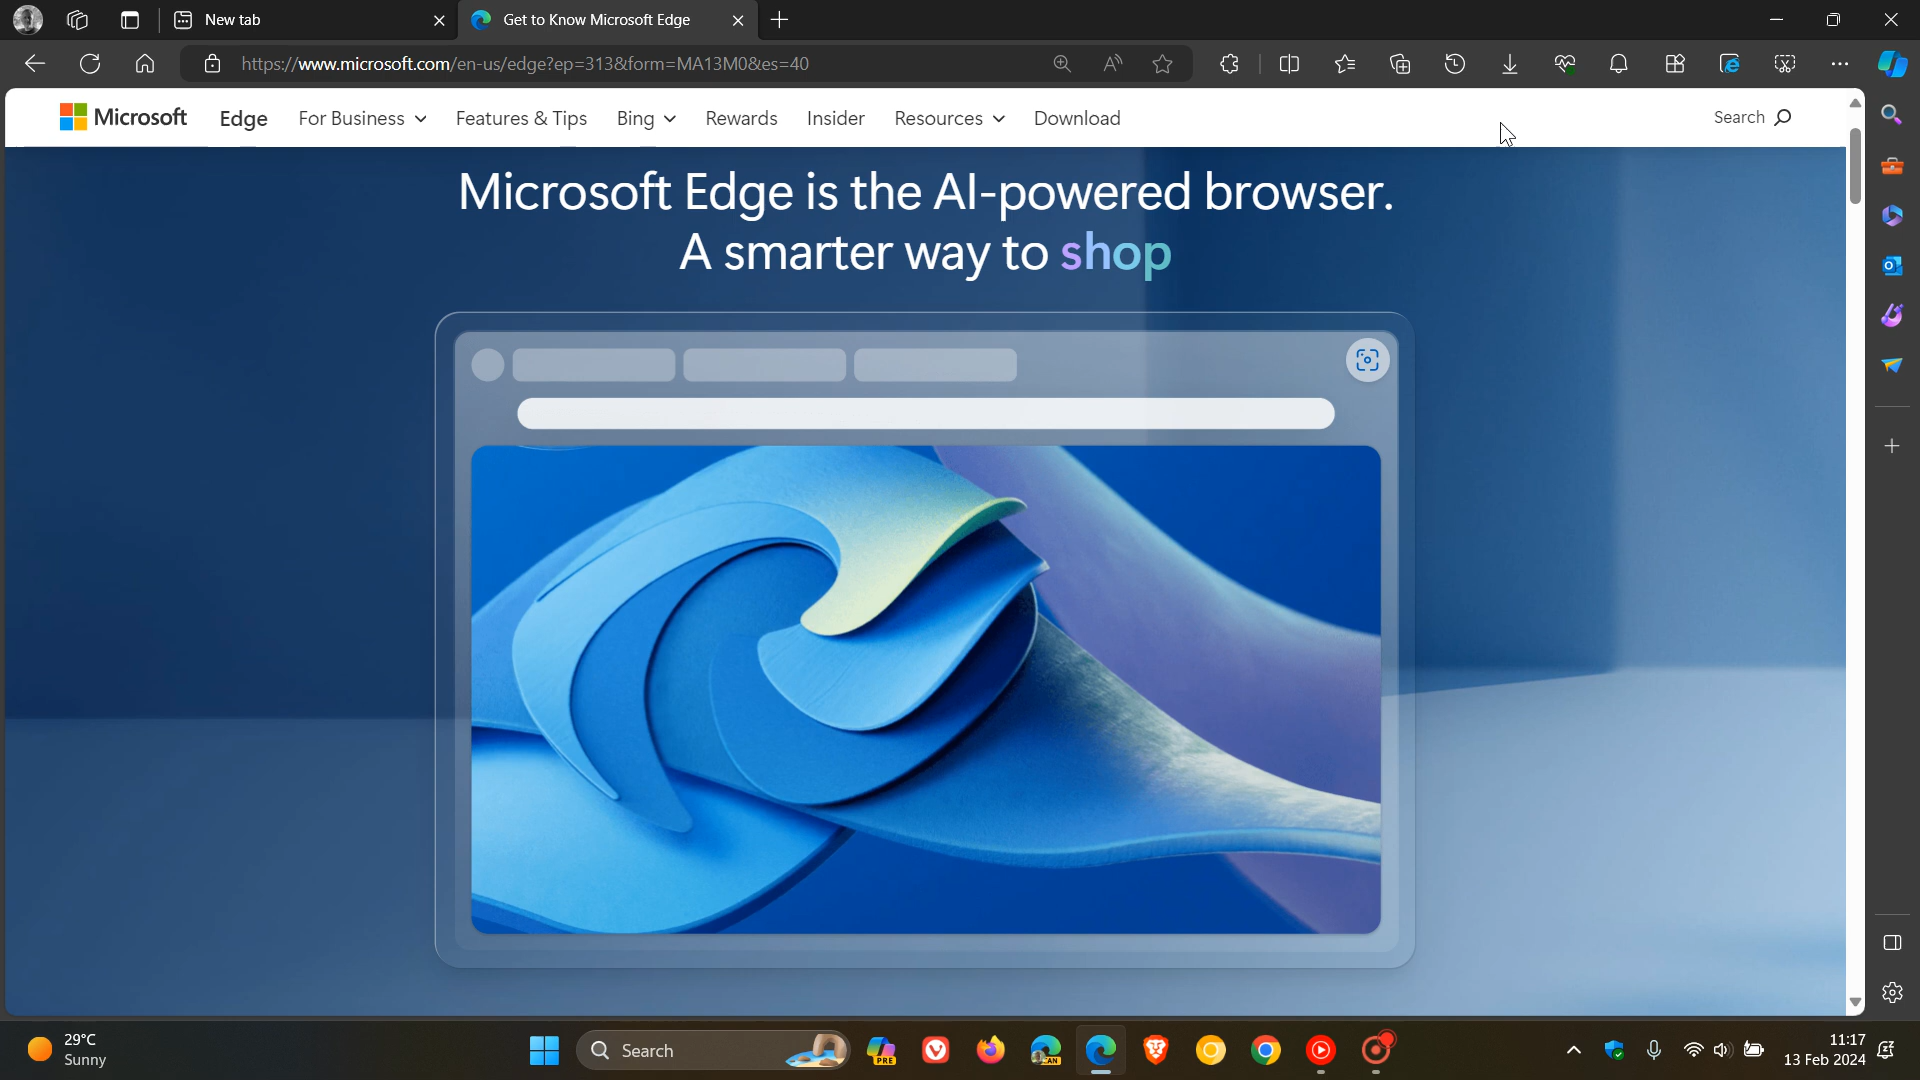 New tab
Get to Know Microsoft Edge
https://www.microsoft.com/en-us/edge?ep=313&form=MA13M0&es=40
Microsoft Edge For Business Features & Tips Bing Rewards Insider Resources Download Search
Microsoft Edge is the AI-powered browser.
A smarter way to shop
29°C
Sunny
Search
PRE
CAN
11:17
13 Feb 2024